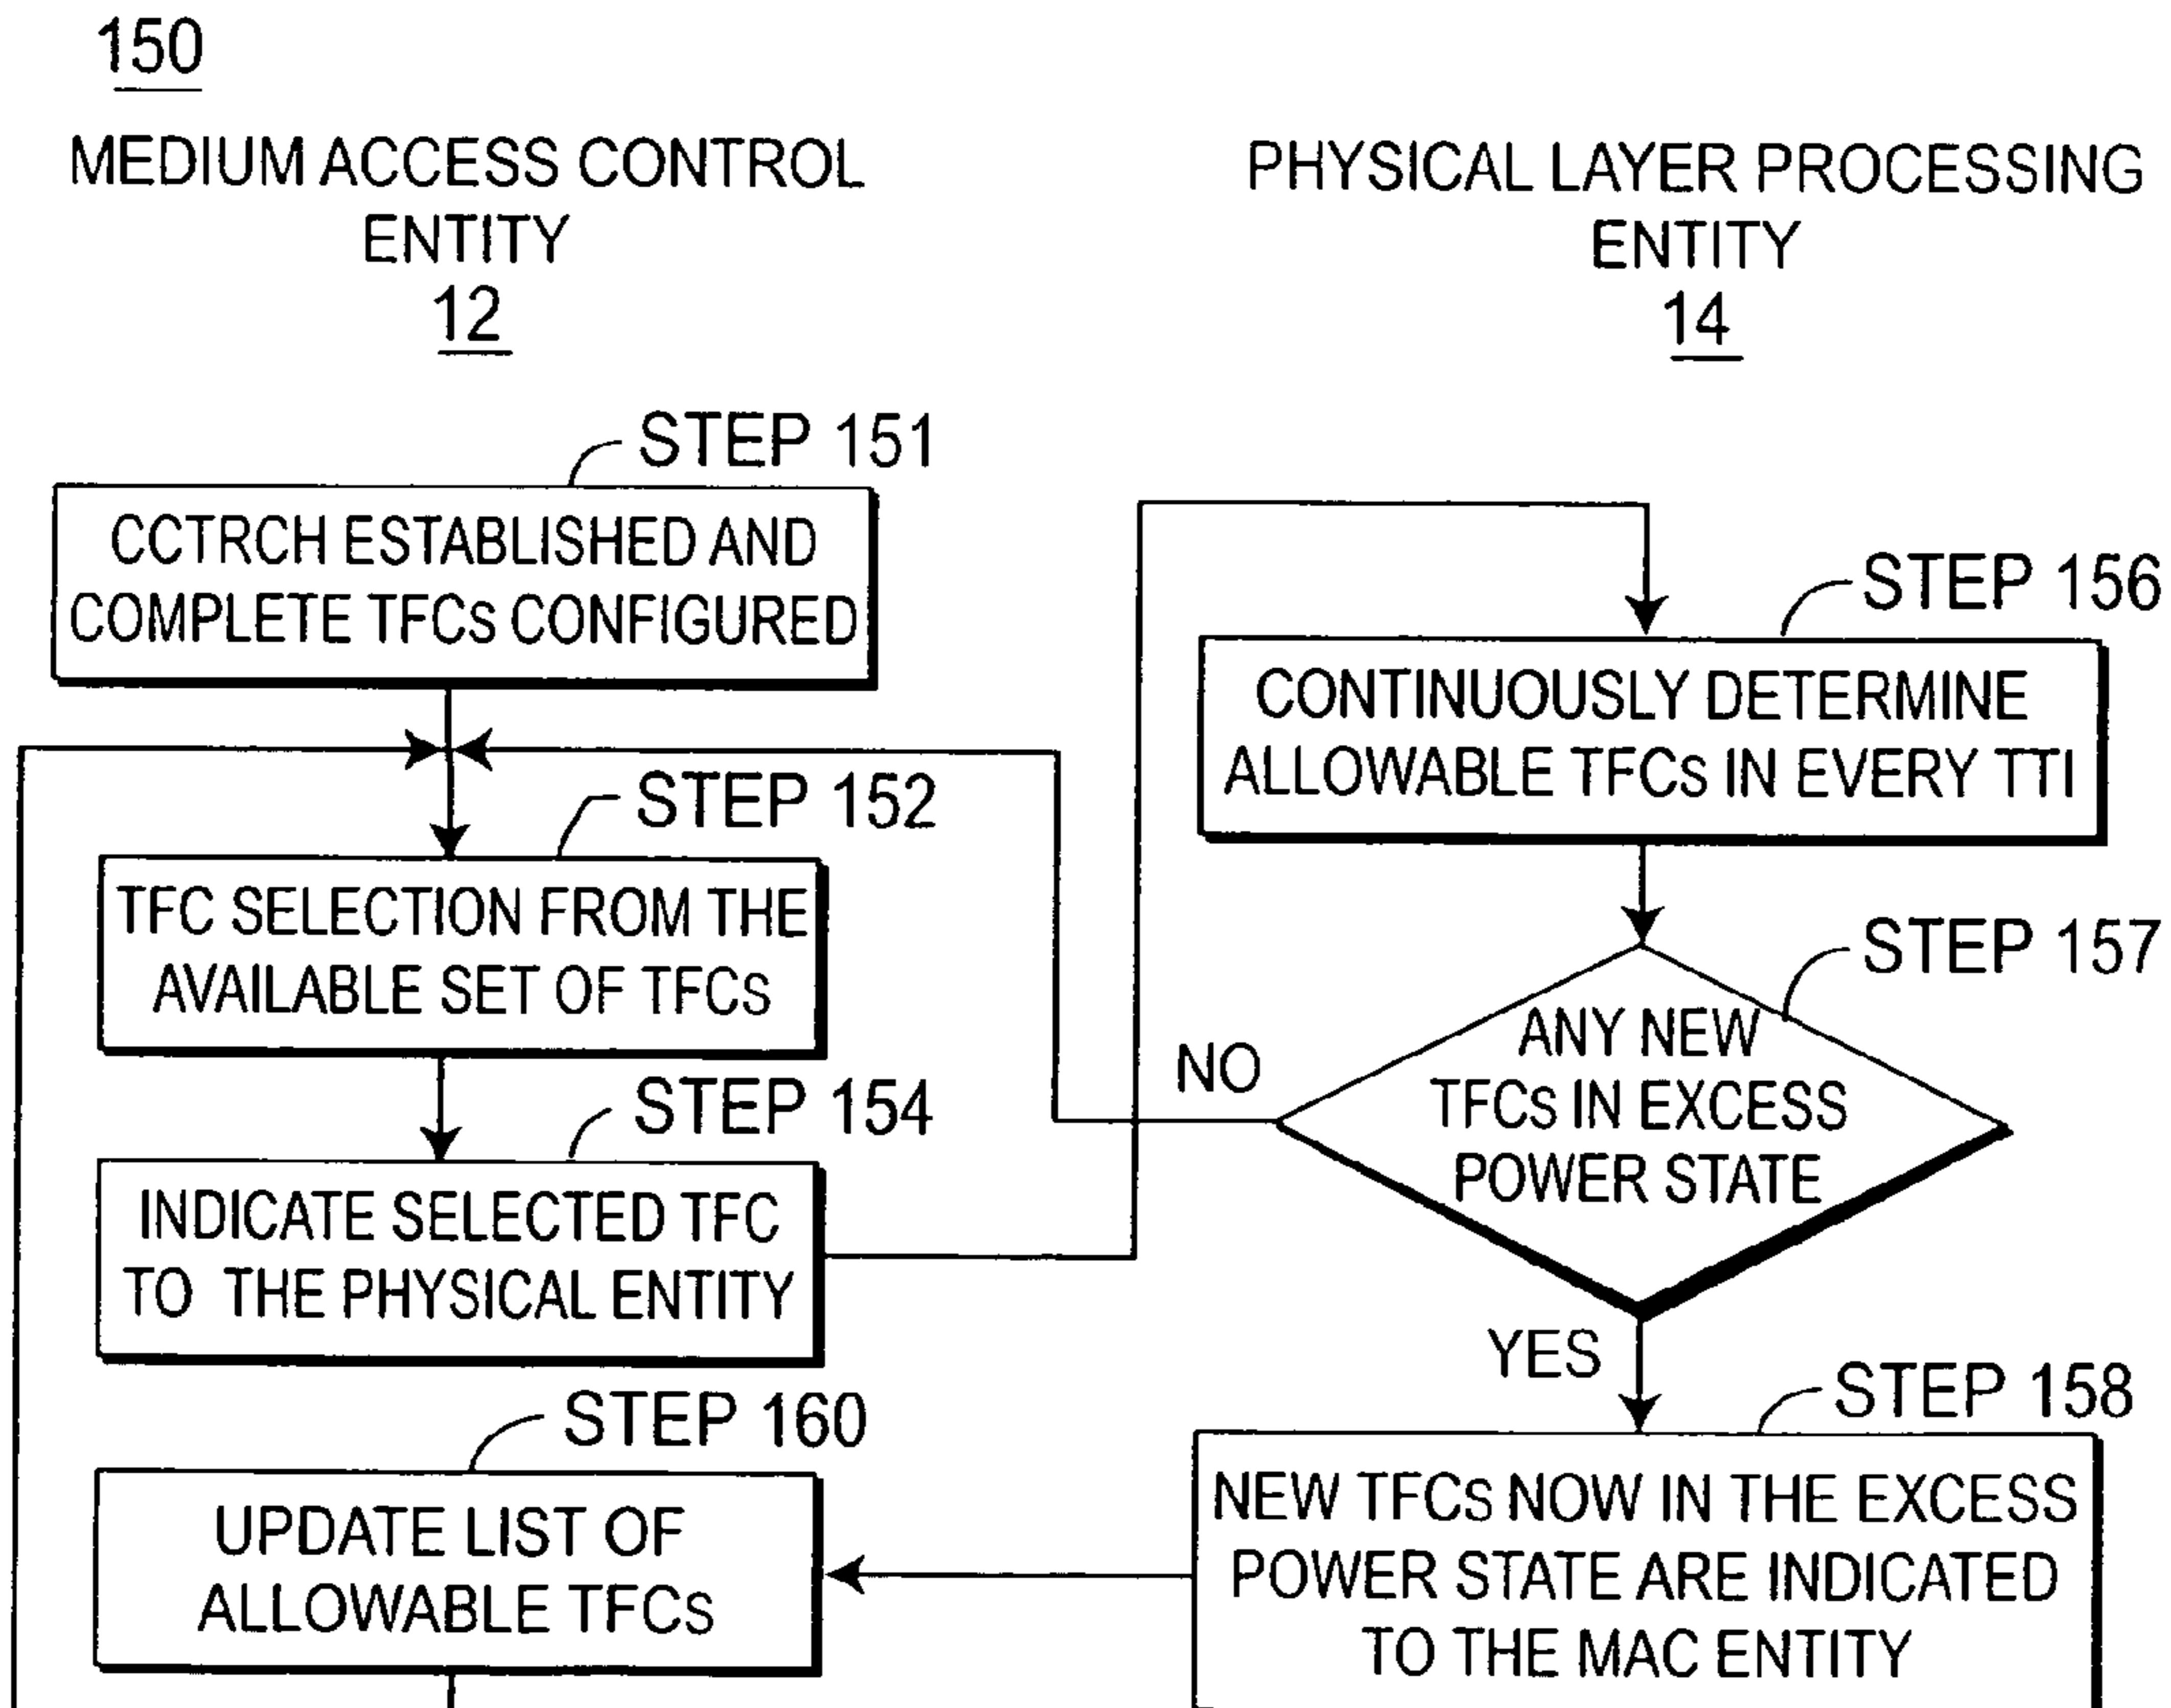 150
MEDIUM ACCESS CONTROL
ENTITY
12
PHYSICAL LAYER PROCESSING
ENTITY
14
STEP 151
CCTRCH ESTABLISHED AND
COMPLETE TFCs CONFIGURED
STEP 152
TFC SELECTION FROM THE
AVAILABLE SET OF TFCs
STEP 154
INDICATE SELECTED TFC
TO THE PHYSICAL ENTITY
STEP 156
CONTINUOUSLY DETERMINE
ALLOWABLE TFCs IN EVERY TTI
STEP 157
ANY NEW
TFCs IN EXCESS
POWER STATE
NO
YES
STEP 158
NEW TFCs NOW IN THE EXCESS
POWER STATE ARE INDICATED
TO THE MAC ENTITY
STEP 160
UPDATE LIST OF
ALLOWABLE TFCs